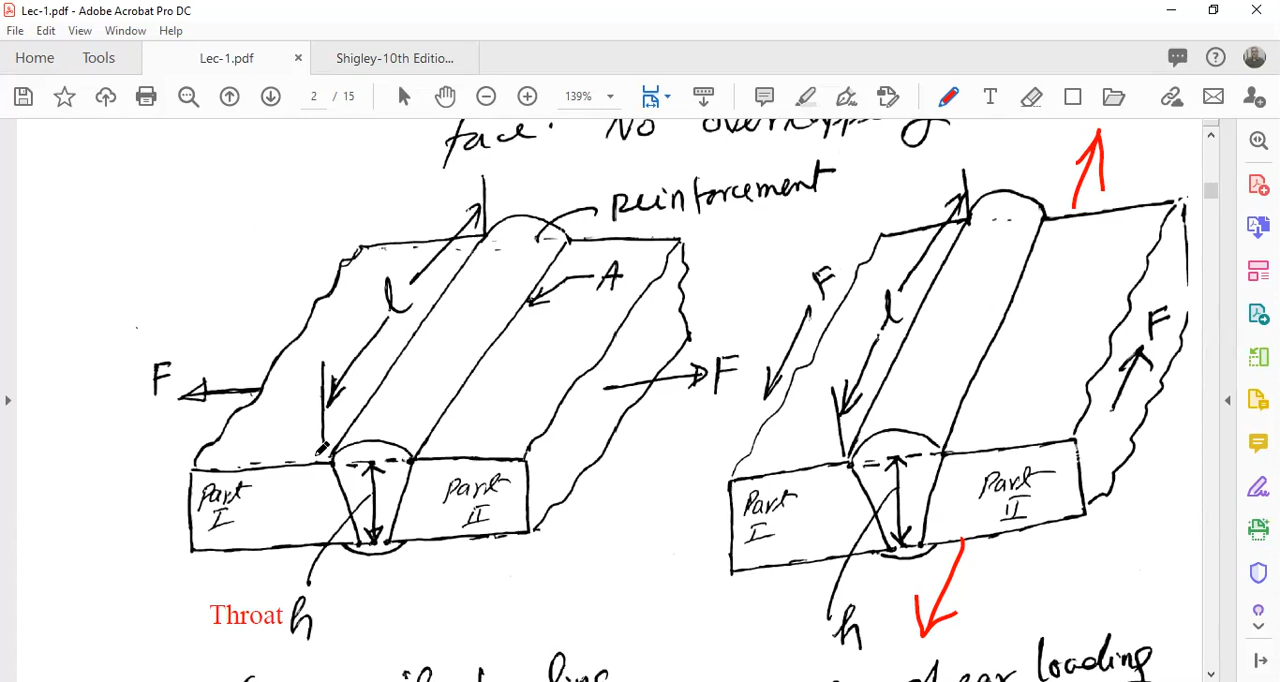 Lec-1.pdf - Adobe Acrobat Pro DC
File Edit View Window Help
Home Tools Lec-1.pdf × Shigley-10th Editio...
2 / 15 139%
face. No overlapping
reinforcement
l
A
F
F
Part
I
Part
II
Throat h
F
l
F
Part
I
Part
II
h
loading
shear loading